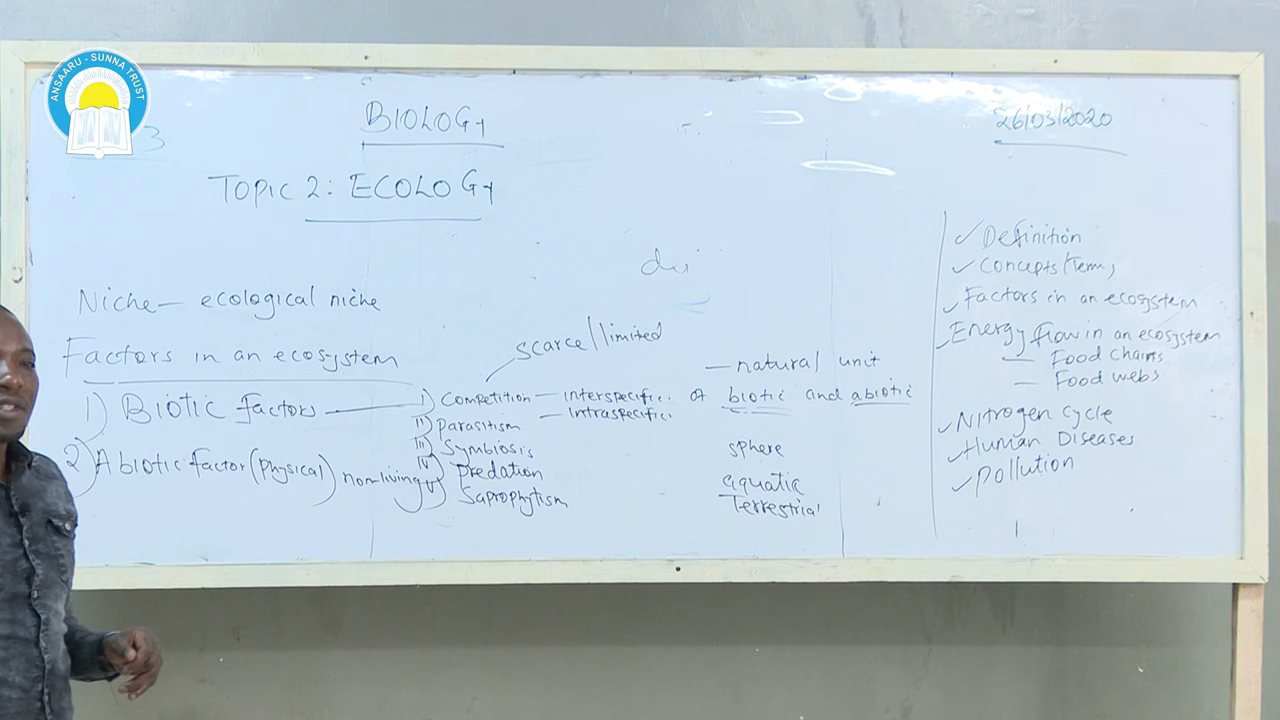 ANSAARU - SUNNA TRUST
3
BIOLOGY
26/03/2020
TOPIC 2: ECOLOGY
Niche — ecological niche
Factors in an ecosystem
1) Biotic factors
2) Abiotic factor (physical) non-living
scarce/limited
i) Competition — interspecific.
— Intraspecific
ii) parasitism
iii) Symbiosis
iv) predation
v) Saprophytism
— natural unit
of biotic and abiotic
sphere
aquatic
Terrestrial
✓ Definition
✓ Concepts (Terms
✓ Factors in an ecosystem
✓ Energy flow in an ecosystem
— Food chains
— Food webs
✓ Nitrogen cycle
✓ Human Diseases
✓ Pollution